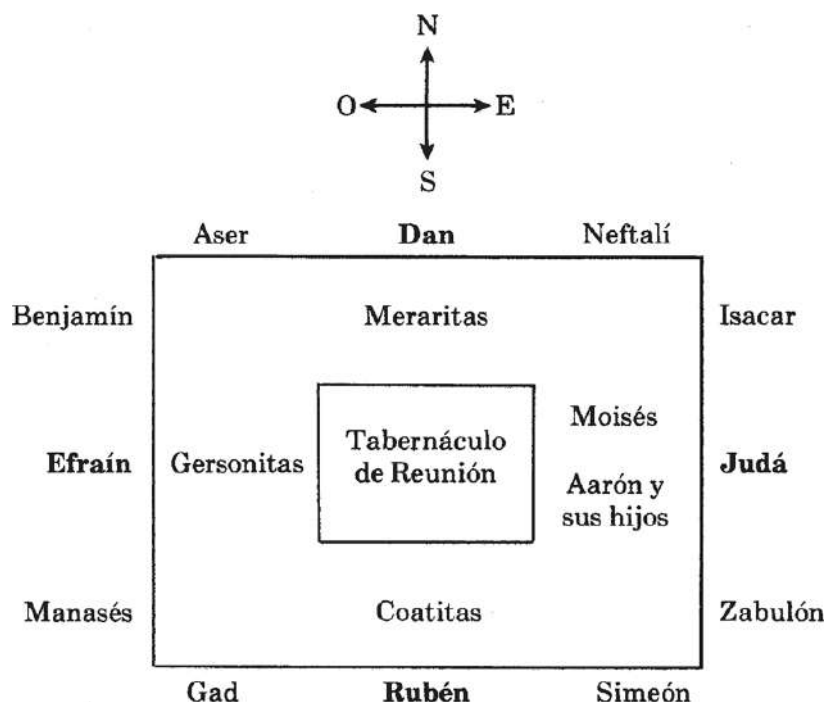 N
O E
S
Aser Dan Neftalí
Benjamín Meraritas Isacar
Moisés
Tabernáculo
Efraín Gersonitas de Reunión Judá
Aarón y
sus hijos
Manasés Coatitas Zabulón
Gad Rubén Simeón